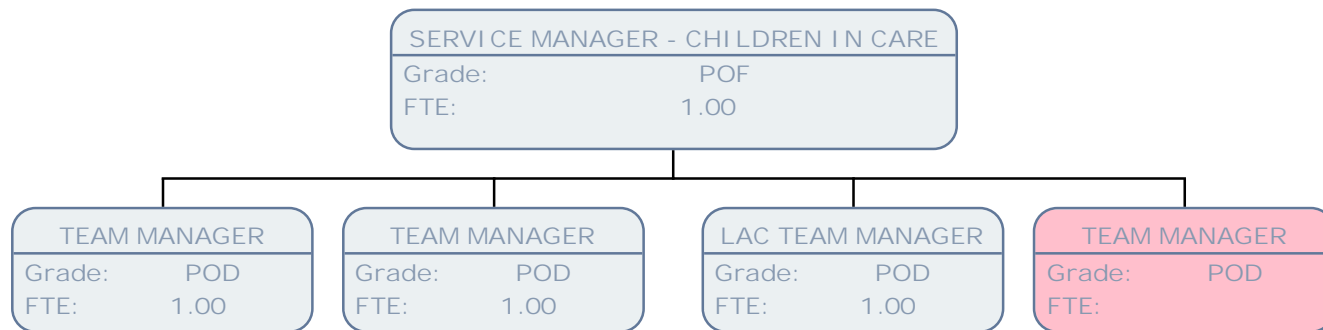 SERVICE MANAGER - CHILDREN IN CARE
Grade: POF
FTE: 1.00
TEAM MANAGER
Grade: POD
FTE: 1.00
TEAM MANAGER
Grade: POD
FTE: 1.00
LAC TEAM MANAGER
Grade: POD
FTE: 1.00
TEAM MANAGER
Grade: POD
FTE: